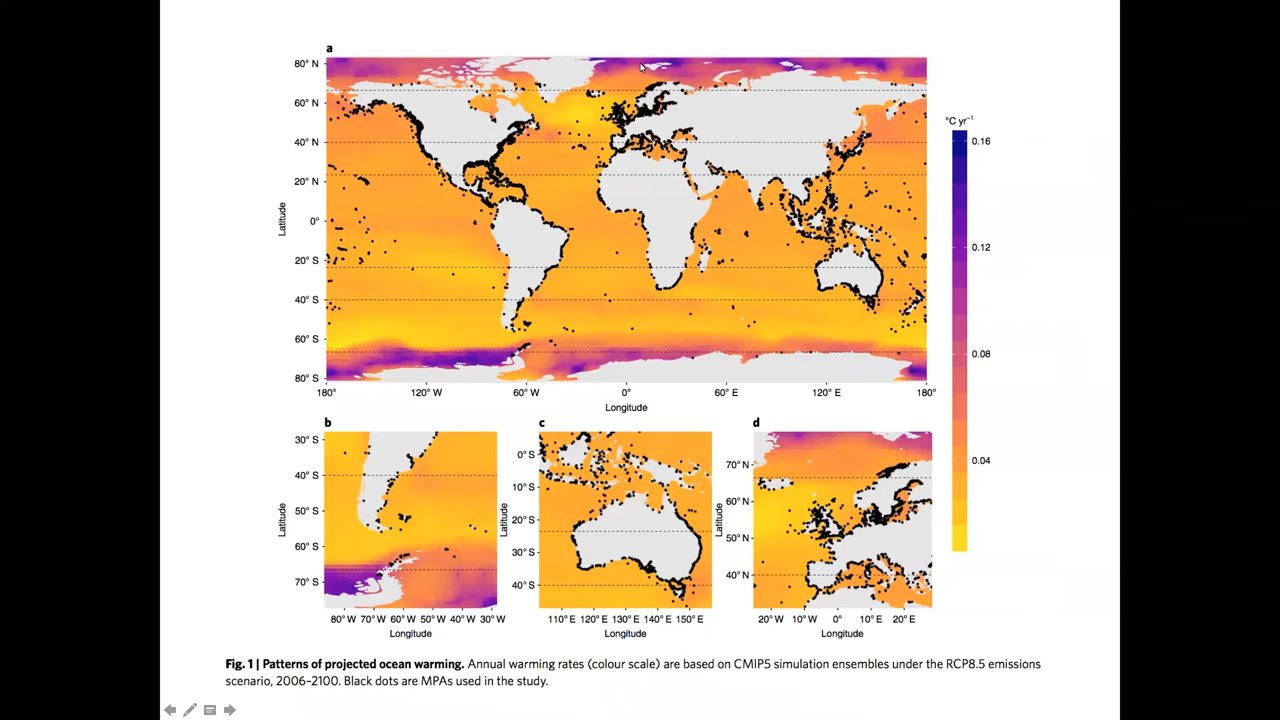 a
80° N
60° N
40° N
20° N
0°
20° S
40° S
60° S
80° S
Latitude
180° 120° W 60° W 0° 60° E 120° E 180°
Longitude
°C yr⁻¹
0.16
0.12
0.08
0.04
b
30° S
40° S
50° S
60° S
70° S
Latitude
80° W 70° W 60° W 50° W 40° W 30° W
Longitude
c
0° S
10° S
20° S
30° S
40° S
Latitude
110° E 120° E 130° E 140° E 150° E
Longitude
d
70° N
60° N
50° N
40° N
Latitude
20° W 10° W 0° 10° E 20° E
Longitude
Fig. 1 | Patterns of projected ocean warming. Annual warming rates (colour scale) are based on CMIP5 simulation ensembles under the RCP8.5 emissions
scenario, 2006–2100. Black dots are MPAs used in the study.